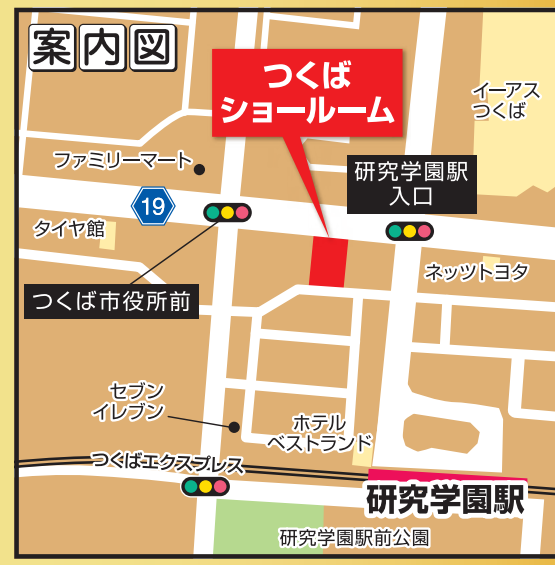 案内図
つくば
ショールーム
イーアス
つくば
ファミリーマート
研究学園駅
入口
19
タイヤ館
ネッツトヨタ
つくば市役所前
セブン
イレブン
ホテル
ベストランド
つくばエクスプレス
研究学園駅
研究学園駅前公園